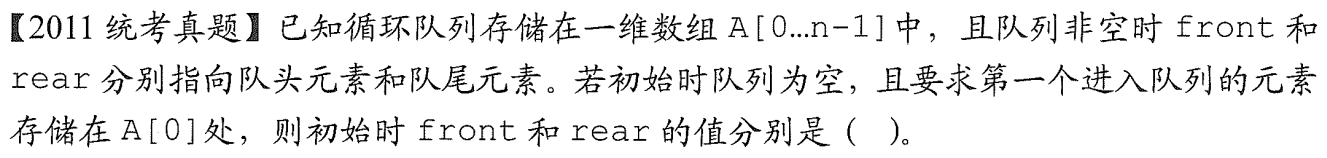 【2011 统考真题】已知循环队列存储在一维数组 A[0…n-1]中，且队列非空时 front 和
rear 分别指向队头元素和队尾元素。若初始时队列为空，且要求第一个进入队列的元素
存储在 A[0]处，则初始时 front 和 rear 的值分别是（ ）。